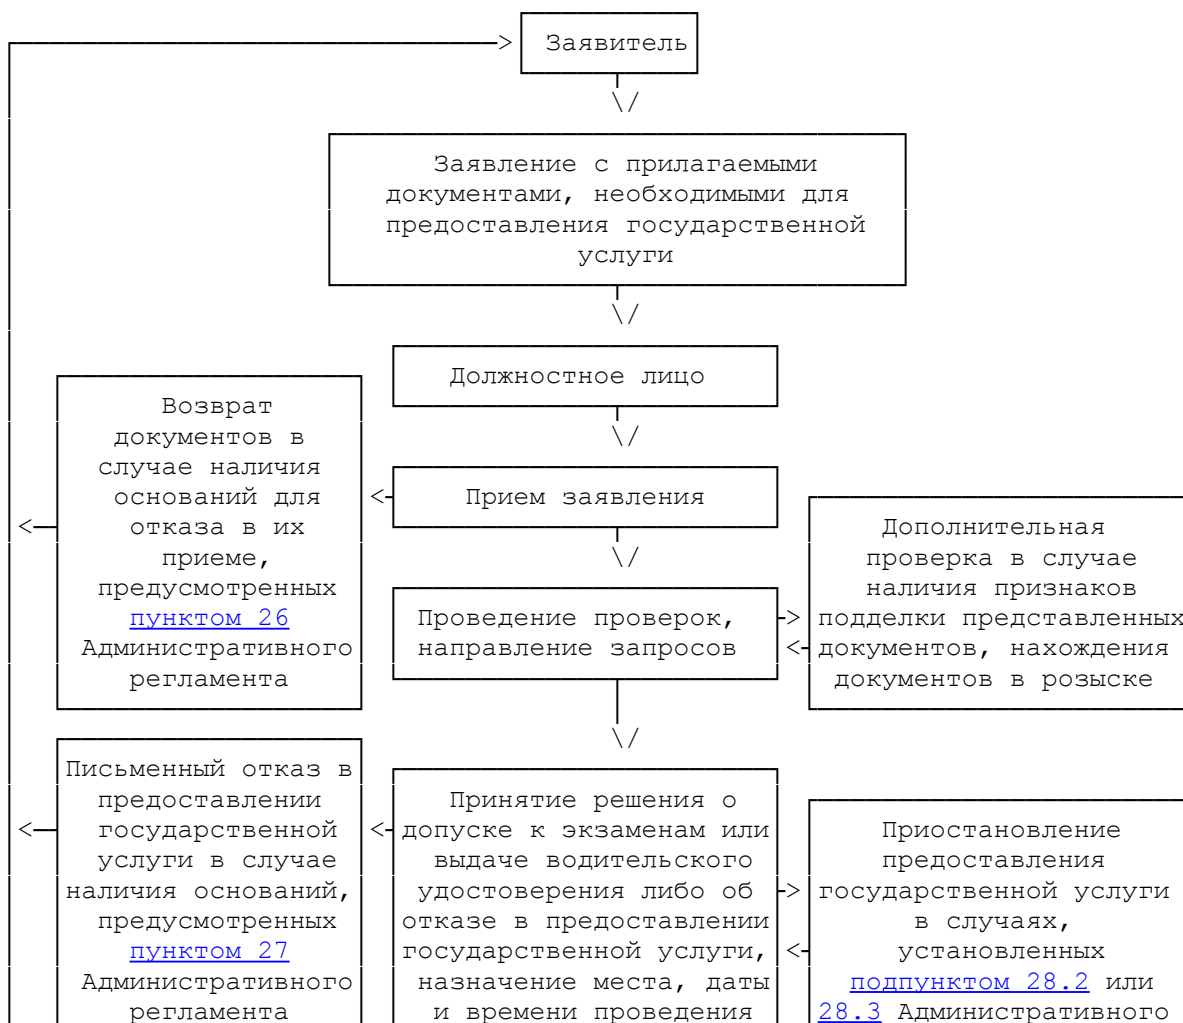 Заявитель
Заявление с прилагаемыми
документами, необходимыми для
предоставления государственной
услуги
Должностное лицо
Возврат
документов в
случае наличия
оснований для
отказа в их
приеме,
предусмотренных
пунктом 26
Административного
регламента
Прием заявления
Дополнительная
проверка в случае
наличия признаков
подделки представленных
документов, нахождения
документов в розыске
Проведение проверок,
направление запросов
Письменный отказ в
предоставлении
государственной
услуги в случае
наличия оснований,
предусмотренных
пунктом 27
Административного
регламента
Принятие решения о
допуске к экзаменам или
выдаче водительского
удостоверения либо об
отказе в предоставлении
государственной услуги,
назначение места, даты
и времени проведения
Приостановление
предоставления
государственной услуги
в случаях,
установленных
подпунктом 28.2 или
28.3 Административного